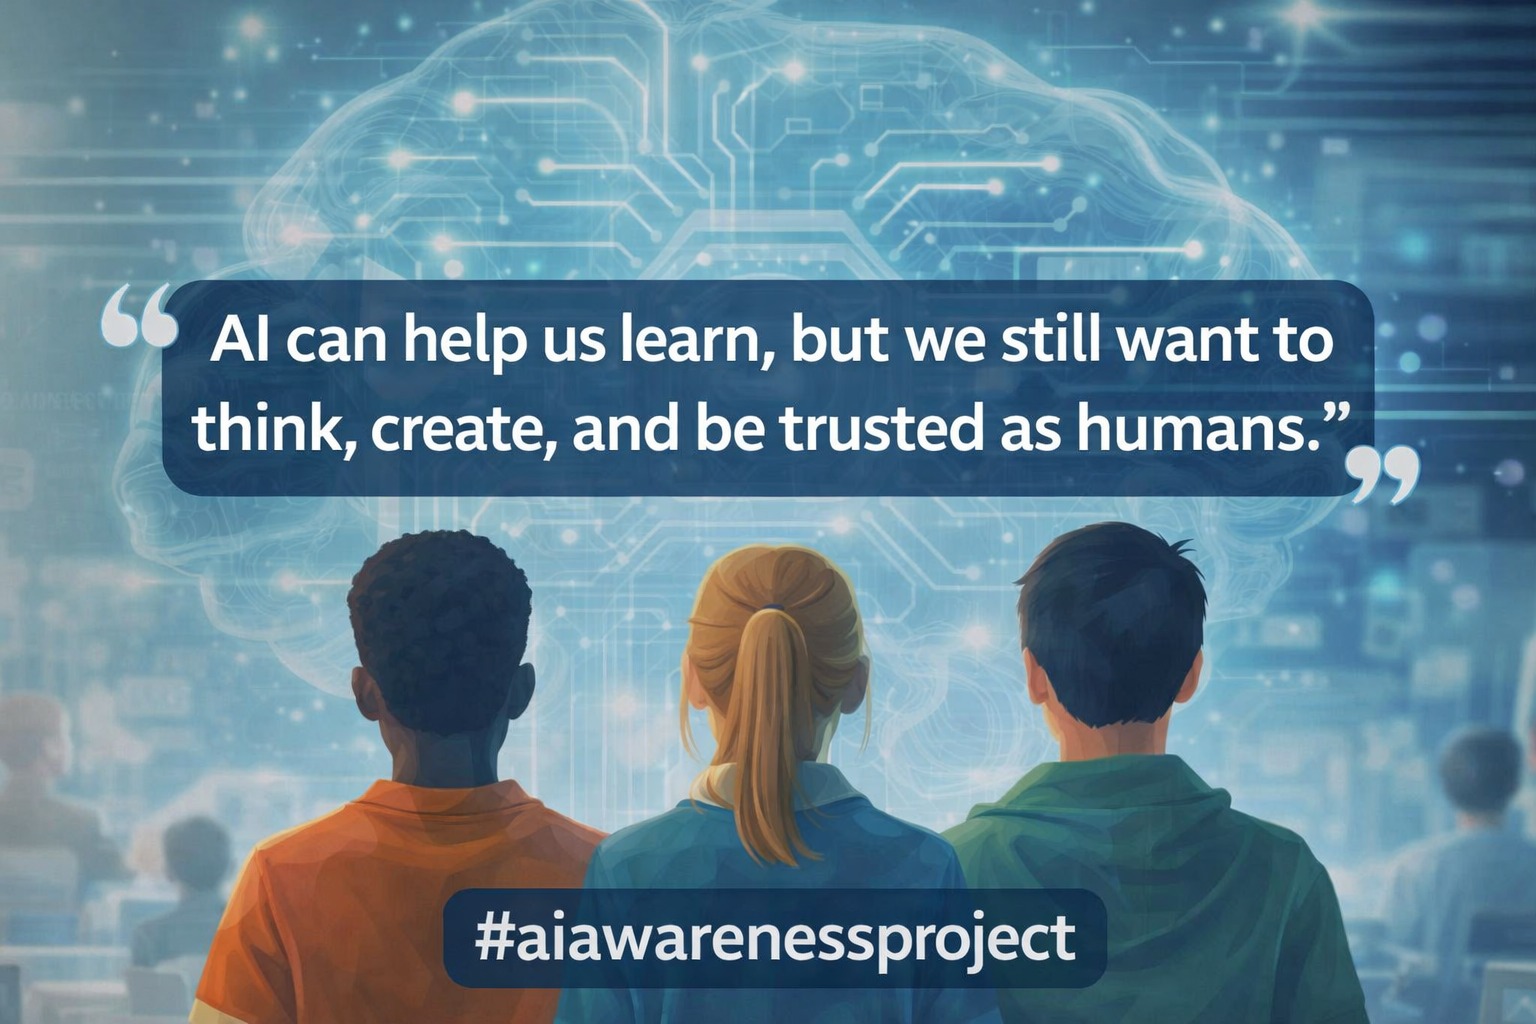 “ AI can help us learn, but we still want to
think, create, and be trusted as humans.” ”
#aiawarenessproject